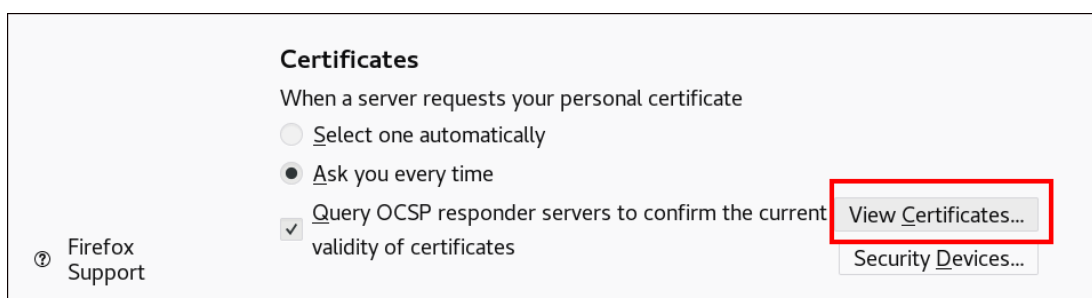 Certificates
When a server requests your personal certificate
Select one automatically
Ask you every time
Query OCSP responder servers to confirm the current
validity of certificates
View Certificates...
Security Devices...
Firefox
Support